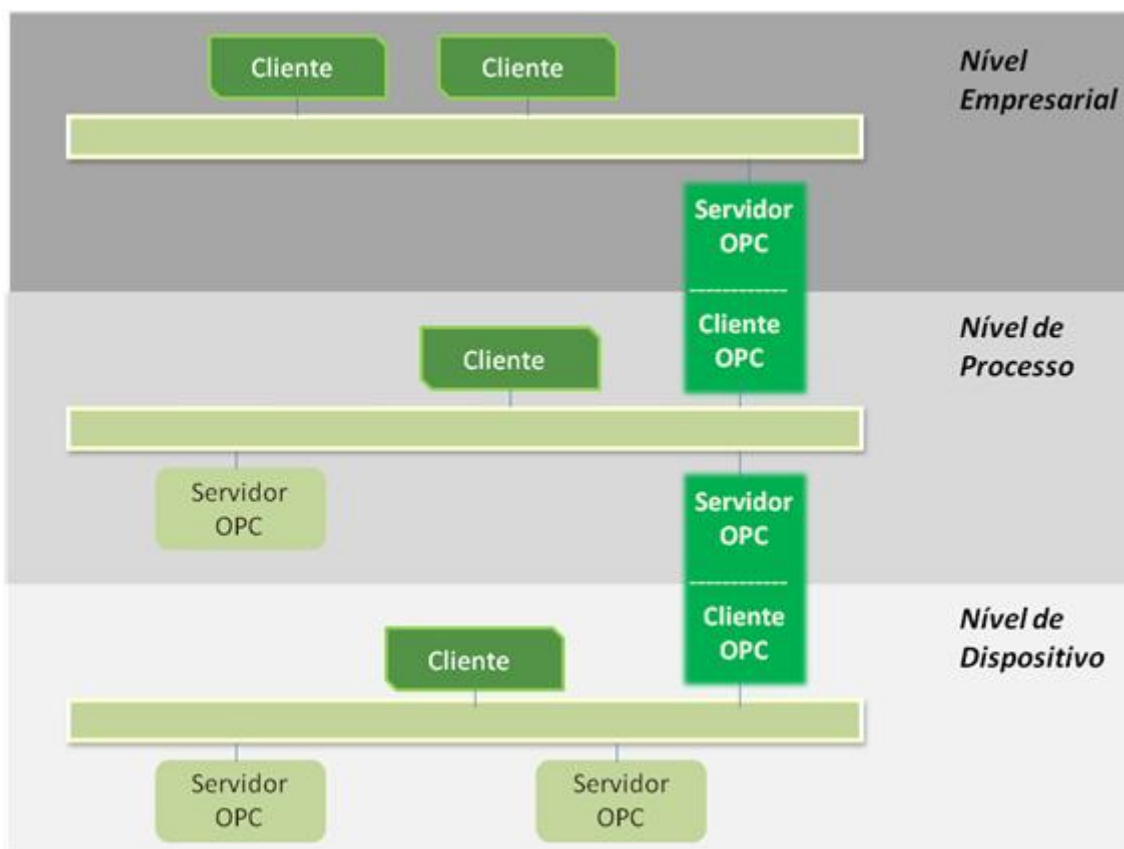 Cliente
Cliente
Nível
Empresarial
Servidor
OPC
-------------
Cliente
OPC
Cliente
Nível de
Processo
Servidor
OPC
Servidor
OPC
-------------
Cliente
OPC
Cliente
Nível de
Dispositivo
Servidor
OPC
Servidor
OPC